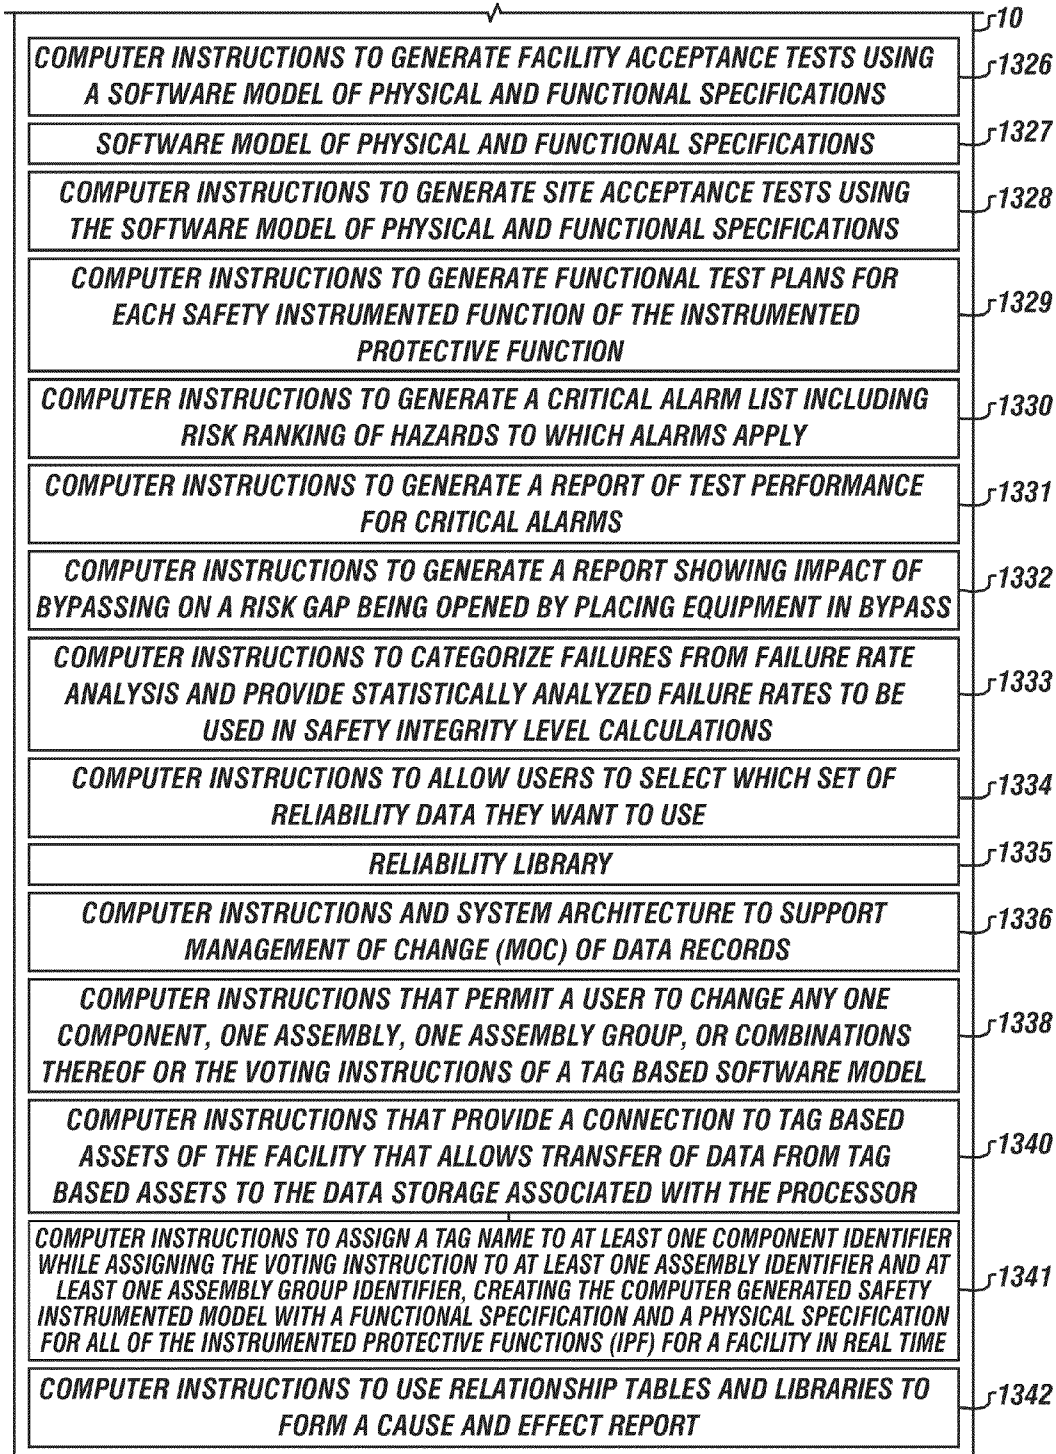 10
COMPUTER INSTRUCTIONS TO GENERATE FACILITY ACCEPTANCE TESTS USING
A SOFTWARE MODEL OF PHYSICAL AND FUNCTIONAL SPECIFICATIONS
1326
SOFTWARE MODEL OF PHYSICAL AND FUNCTIONAL SPECIFICATIONS
1327
COMPUTER INSTRUCTIONS TO GENERATE SITE ACCEPTANCE TESTS USING
THE SOFTWARE MODEL OF PHYSICAL AND FUNCTIONAL SPECIFICATIONS
1328
COMPUTER INSTRUCTIONS TO GENERATE FUNCTIONAL TEST PLANS FOR
EACH SAFETY INSTRUMENTED FUNCTION OF THE INSTRUMENTED
PROTECTIVE FUNCTION
1329
COMPUTER INSTRUCTIONS TO GENERATE A CRITICAL ALARM LIST INCLUDING
RISK RANKING OF HAZARDS TO WHICH ALARMS APPLY
1330
COMPUTER INSTRUCTIONS TO GENERATE A REPORT OF TEST PERFORMANCE
FOR CRITICAL ALARMS
1331
COMPUTER INSTRUCTIONS TO GENERATE A REPORT SHOWING IMPACT OF
BYPASSING ON A RISK GAP BEING OPENED BY PLACING EQUIPMENT IN BYPASS
1332
COMPUTER INSTRUCTIONS TO CATEGORIZE FAILURES FROM FAILURE RATE
ANALYSIS AND PROVIDE STATISTICALLY ANALYZED FAILURE RATES TO BE
USED IN SAFETY INTEGRITY LEVEL CALCULATIONS
1333
COMPUTER INSTRUCTIONS TO ALLOW USERS TO SELECT WHICH SET OF
RELIABILITY DATA THEY WANT TO USE
1334
RELIABILITY LIBRARY
1335
COMPUTER INSTRUCTIONS AND SYSTEM ARCHITECTURE TO SUPPORT
MANAGEMENT OF CHANGE (MOC) OF DATA RECORDS
1336
COMPUTER INSTRUCTIONS THAT PERMIT A USER TO CHANGE ANY ONE
COMPONENT, ONE ASSEMBLY, ONE ASSEMBLY GROUP, OR COMBINATIONS
THEREOF OR THE VOTING INSTRUCTIONS OF A TAG BASED SOFTWARE MODEL
1338
COMPUTER INSTRUCTIONS THAT PROVIDE A CONNECTION TO TAG BASED
ASSETS OF THE FACILITY THAT ALLOWS TRANSFER OF DATA FROM TAG
BASED ASSETS TO THE DATA STORAGE ASSOCIATED WITH THE PROCESSOR
1340
COMPUTER INSTRUCTIONS TO ASSIGN A TAG NAME TO AT LEAST ONE COMPONENT IDENTIFIER
WHILE ASSIGNING THE VOTING INSTRUCTION TO AT LEAST ONE ASSEMBLY IDENTIFIER AND AT
LEAST ONE ASSEMBLY GROUP IDENTIFIER, CREATING THE COMPUTER GENERATED SAFETY
INSTRUMENTED MODEL WITH A FUNCTIONAL SPECIFICATION AND A PHYSICAL SPECIFICATION
FOR ALL OF THE INSTRUMENTED PROTECTIVE FUNCTIONS (IPF) FOR A FACILITY IN REAL TIME
1341
COMPUTER INSTRUCTIONS TO USE RELATIONSHIP TABLES AND LIBRARIES TO
FORM A CAUSE AND EFFECT REPORT
1342